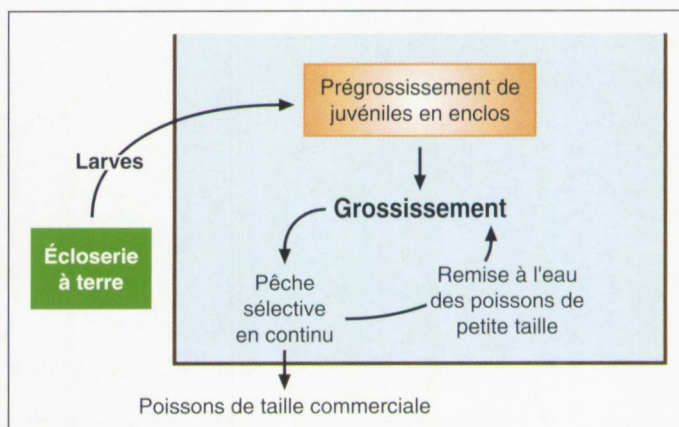 Prégrossissement de
juvéniles en enclos
Larves
Grossissement
Écloserie
à terre
Pêche
sélective
en continu
Remise à l'eau
des poissons de
petite taille
Poissons de taille commerciale